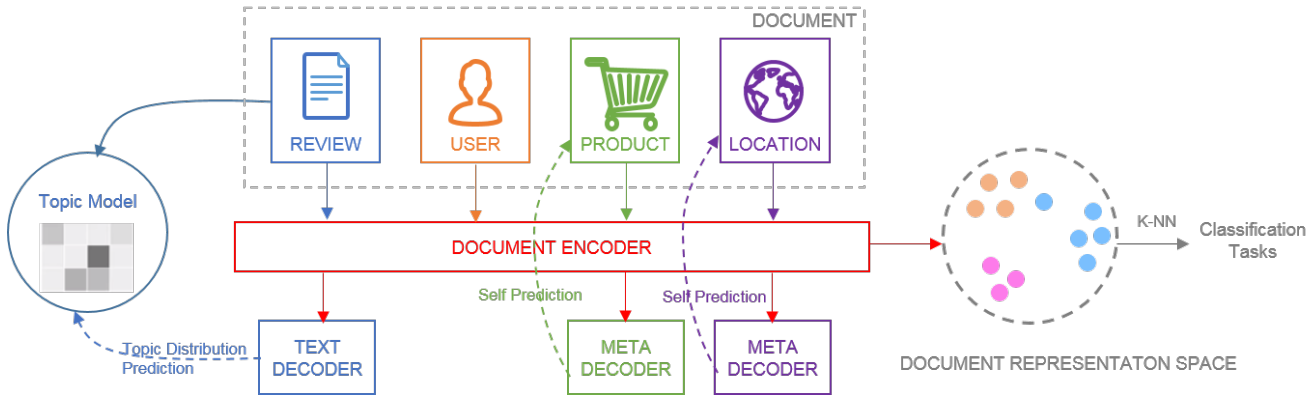 DOCUMENT
REVIEW
USER
PRODUCT
LOCATION
Topic Model
DOCUMENT ENCODER
K-NN
Classification
Tasks
Self Prediction
Self Prediction
Topic Distribution
Prediction
TEXT
DECODER
META
DECODER
META
DECODER
DOCUMENT REPRESENTATON SPACE